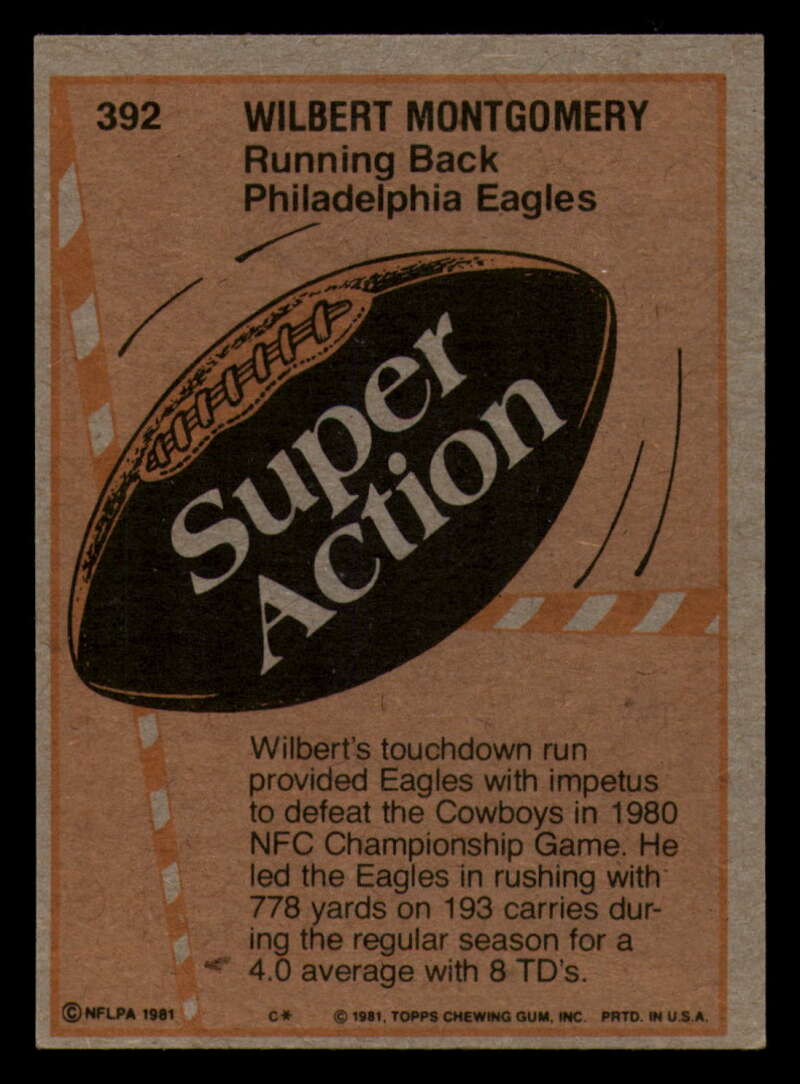 392
WILBERT MONTGOMERY
Running Back
Philadelphia Eagles
Super
Action
Wilbert's touchdown run
provided Eagles with impetus
to defeat the Cowboys in 1980
NFC Championship Game. He
led the Eagles in rushing with
778 yards on 193 carries dur-
ing the regular season for a
4.0 average with 8 TD's.
© NFLPA 1981 C* © 1981, TOPPS CHEWING GUM, INC. PRTD. IN U.S.A.